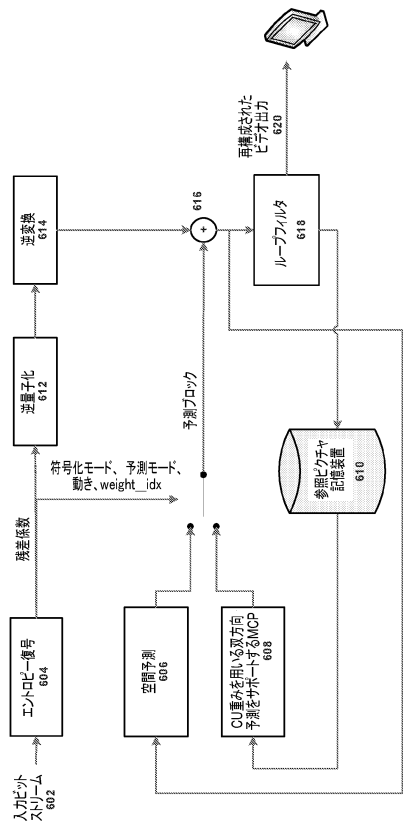 入力ビット
ストリーム
602
エントロピー復号
604
残差係数
逆量子化
612
逆変換
614
符号化モード、予測モード、
動き、weight_idx
空間予測
606
CU重みを用いる双方向
予測をサポートするMCP
608
予測ブロック
616
+
ループフィルタ
618
再構成された
ビデオ出力
620
参照ピクチャ
記憶装置
610